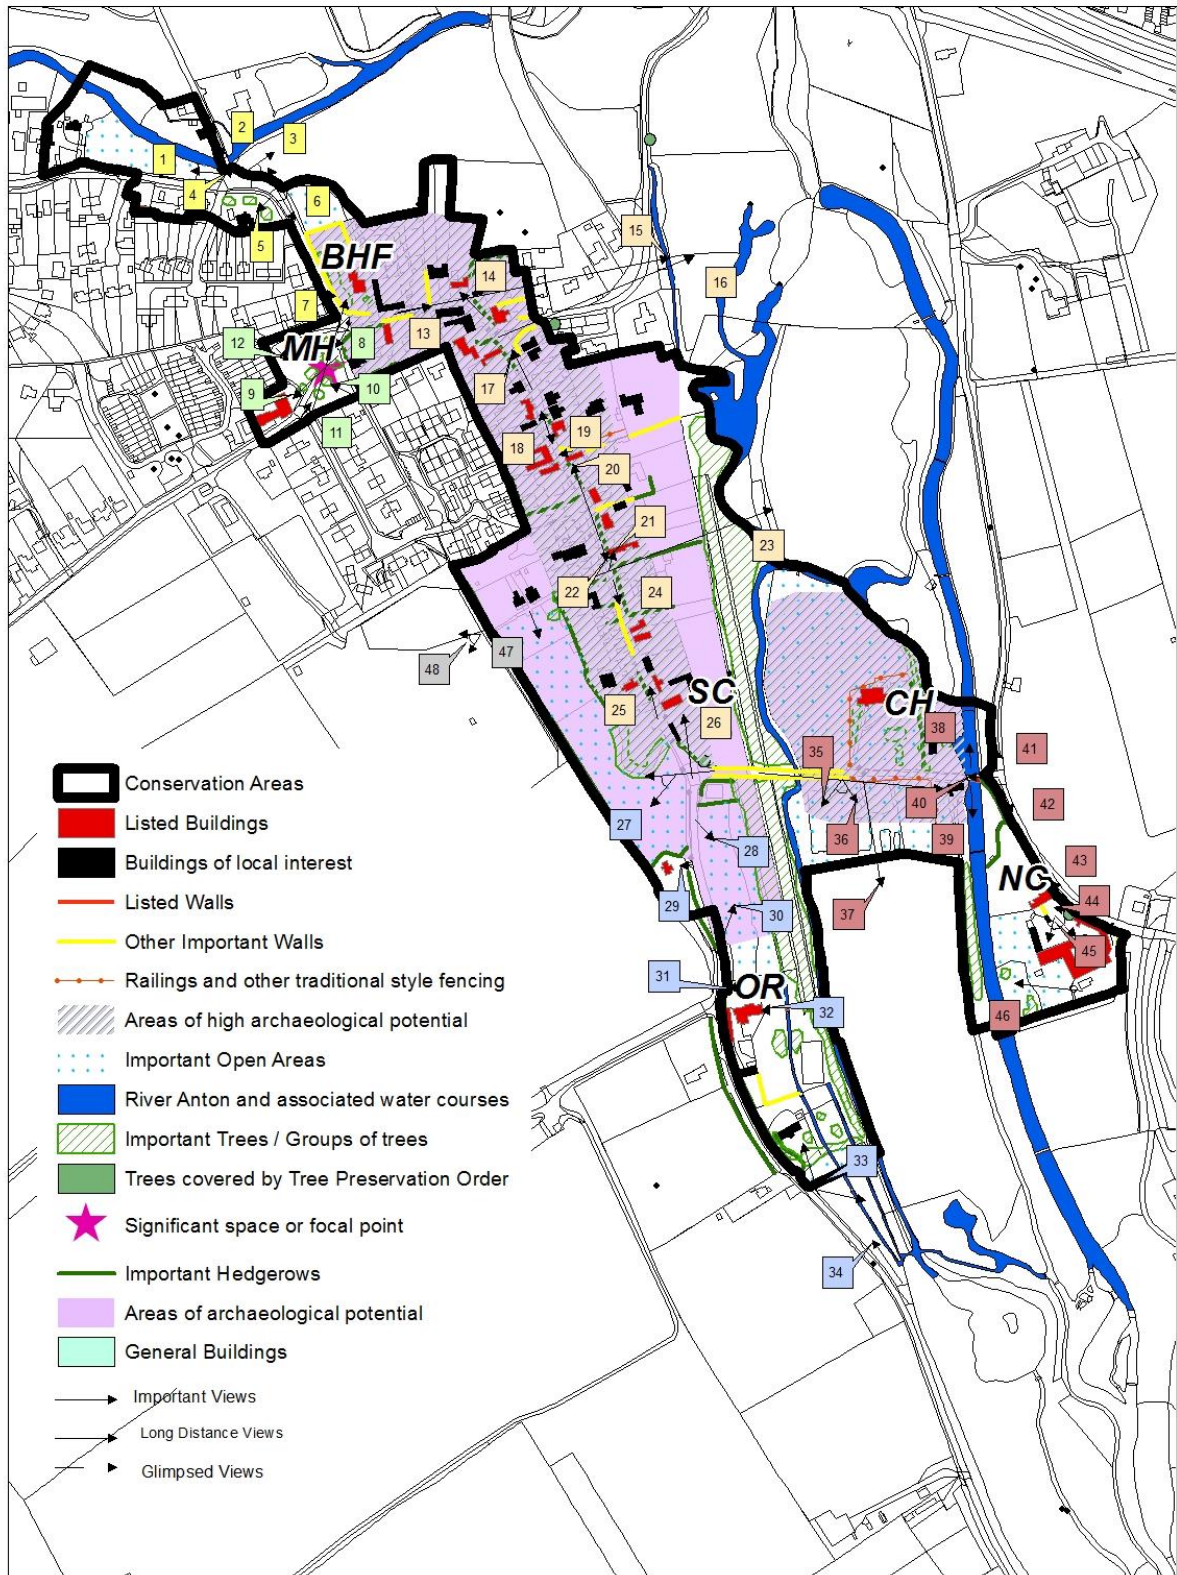 2
3
1
4
6
5
BHF
14
15
16
7
13
12
MH
8
9
10
17
11
18
19
20
21
23
22
24
48
47
SC
25
26
CH
38
35
41
40
42
36
39
27
28
43
NC
44
29
30
37
45
31
OR
32
46
33
34
Conservation Areas
Listed Buildings
Buildings of local interest
Listed Walls
Other Important Walls
Railings and other traditional style fencing
Areas of high archaeological potential
Important Open Areas
River Anton and associated water courses
Important Trees / Groups of trees
Trees covered by Tree Preservation Order
Significant space or focal point
Important Hedgerows
Areas of archaeological potential
General Buildings
Important Views
Long Distance Views
Glimpsed Views